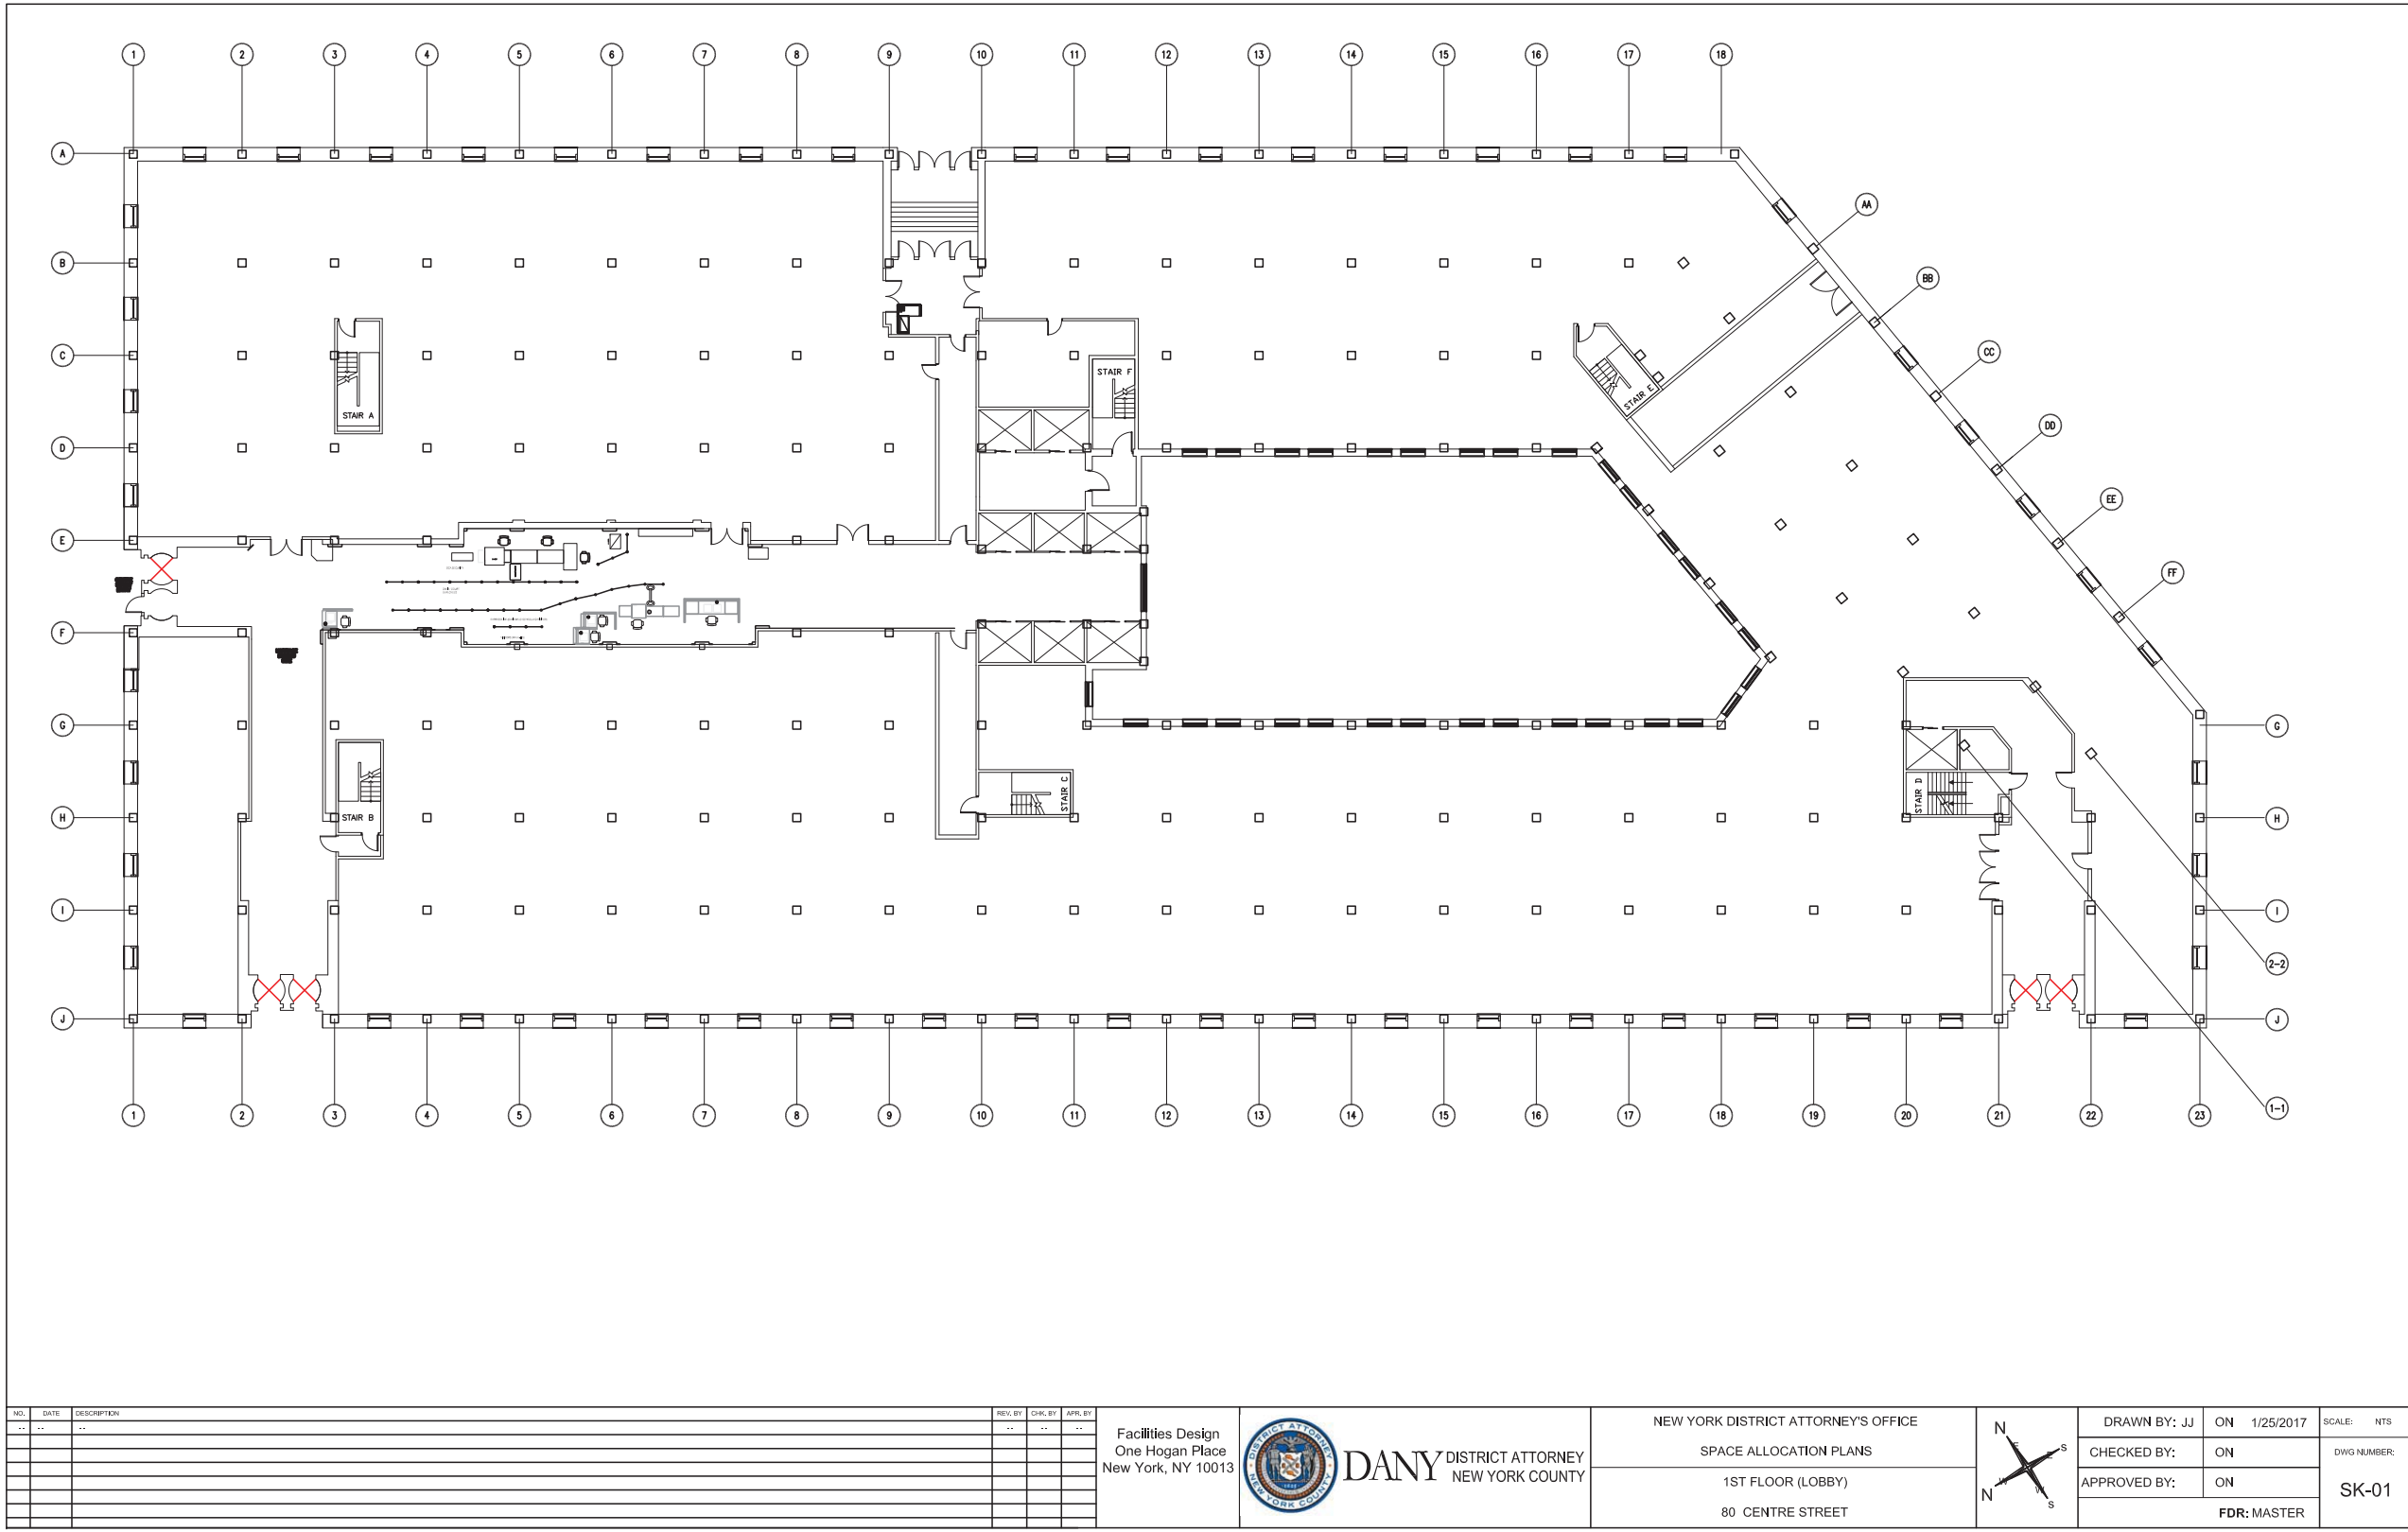 1 2 3 4 5 6 7 8 9 10 11 12 13 14 15 16 17 18
A
AA
B
BB
C
CC
STAIR F
STAIR E
STAIR A
D
DD
EE
E
FF
F
G
G
STAIR C
STAIR D
STAIR B
H
H
I
I
2-2
J
J
1 2 3 4 5 6 7 8 9 10 11 12 13 14 15 16 17 18 19 20 21 22 23
1-1
NO. DATE DESCRIPTION REV. BY CHK. BY APR. BY
-- -- -- -- -- --
Facilities Design
One Hogan Place
New York, NY 10013
DISTRICT ATTORNEY
NEW YORK COUNTY
DANY DISTRICT ATTORNEY
NEW YORK COUNTY
NEW YORK DISTRICT ATTORNEY'S OFFICE
SPACE ALLOCATION PLANS
1ST FLOOR (LOBBY)
80 CENTRE STREET
N
S
E
E
N
W
W
S
DRAWN BY: JJ ON 1/25/2017
CHECKED BY: ON
APPROVED BY: ON
FDR: MASTER
SCALE: NTS
DWG NUMBER:
SK-01